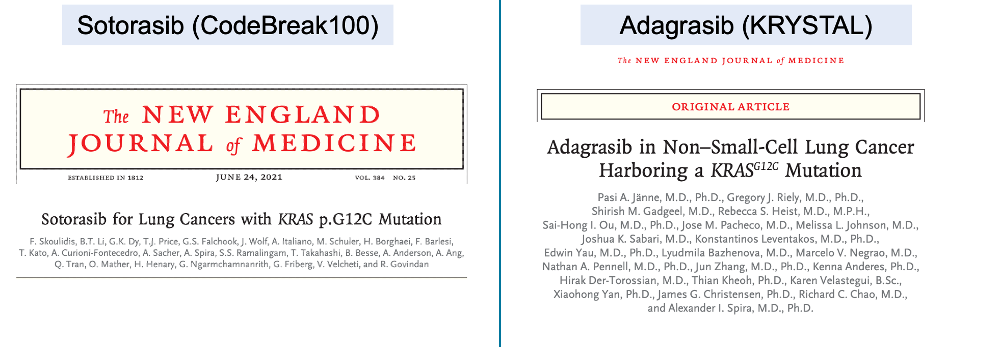 Sotorasib (CodeBreak100)
The NEW ENGLAND
JOURNAL of MEDICINE
ESTABLISHED IN 1812 JUNE 24, 2021 VOL. 384 NO. 25
Sotorasib for Lung Cancers with KRAS p.G12C Mutation
F. Skoulidis, B.T. Li, G.K. Dy, T.J. Price, G.S. Falchook, J. Wolf, A. Italiano, M. Schuler, H. Borghaei, F. Barlesi,
T. Kato, A. Curioni-Fontecedro, A. Sacher, A. Spira, S.S. Ramalingam, T. Takahashi, B. Besse, A. Anderson, A. Ang,
Q. Tran, O. Mather, H. Henary, G. Ngarmchamnanrith, G. Friberg, V. Velcheti, and R. Govindan
Adagrasib (KRYSTAL)
The NEW ENGLAND JOURNAL of MEDICINE
ORIGINAL ARTICLE
Adagrasib in Non–Small-Cell Lung Cancer
Harboring a KRASG12C Mutation
Pasi A. Jänne, M.D., Ph.D., Gregory J. Riely, M.D., Ph.D.,
Shirish M. Gadgeel, M.D., Rebecca S. Heist, M.D., M.P.H.,
Sai-Hong I. Ou, M.D., Ph.D., Jose M. Pacheco, M.D., Melissa L. Johnson, M.D.,
Joshua K. Sabari, M.D., Konstantinos Leventakos, M.D., Ph.D.,
Edwin Yau, M.D., Ph.D., Lyudmila Bazhenova, M.D., Marcelo V. Negrao, M.D.,
Nathan A. Pennell, M.D., Ph.D., Jun Zhang, M.D., Ph.D., Kenna Anderes, Ph.D.,
Hirak Der-Torossian, M.D., Thian Kheoh, Ph.D., Karen Velastegui, B.Sc.,
Xiaohong Yan, Ph.D., James G. Christensen, Ph.D., Richard C. Chao, M.D.,
and Alexander I. Spira, M.D., Ph.D.